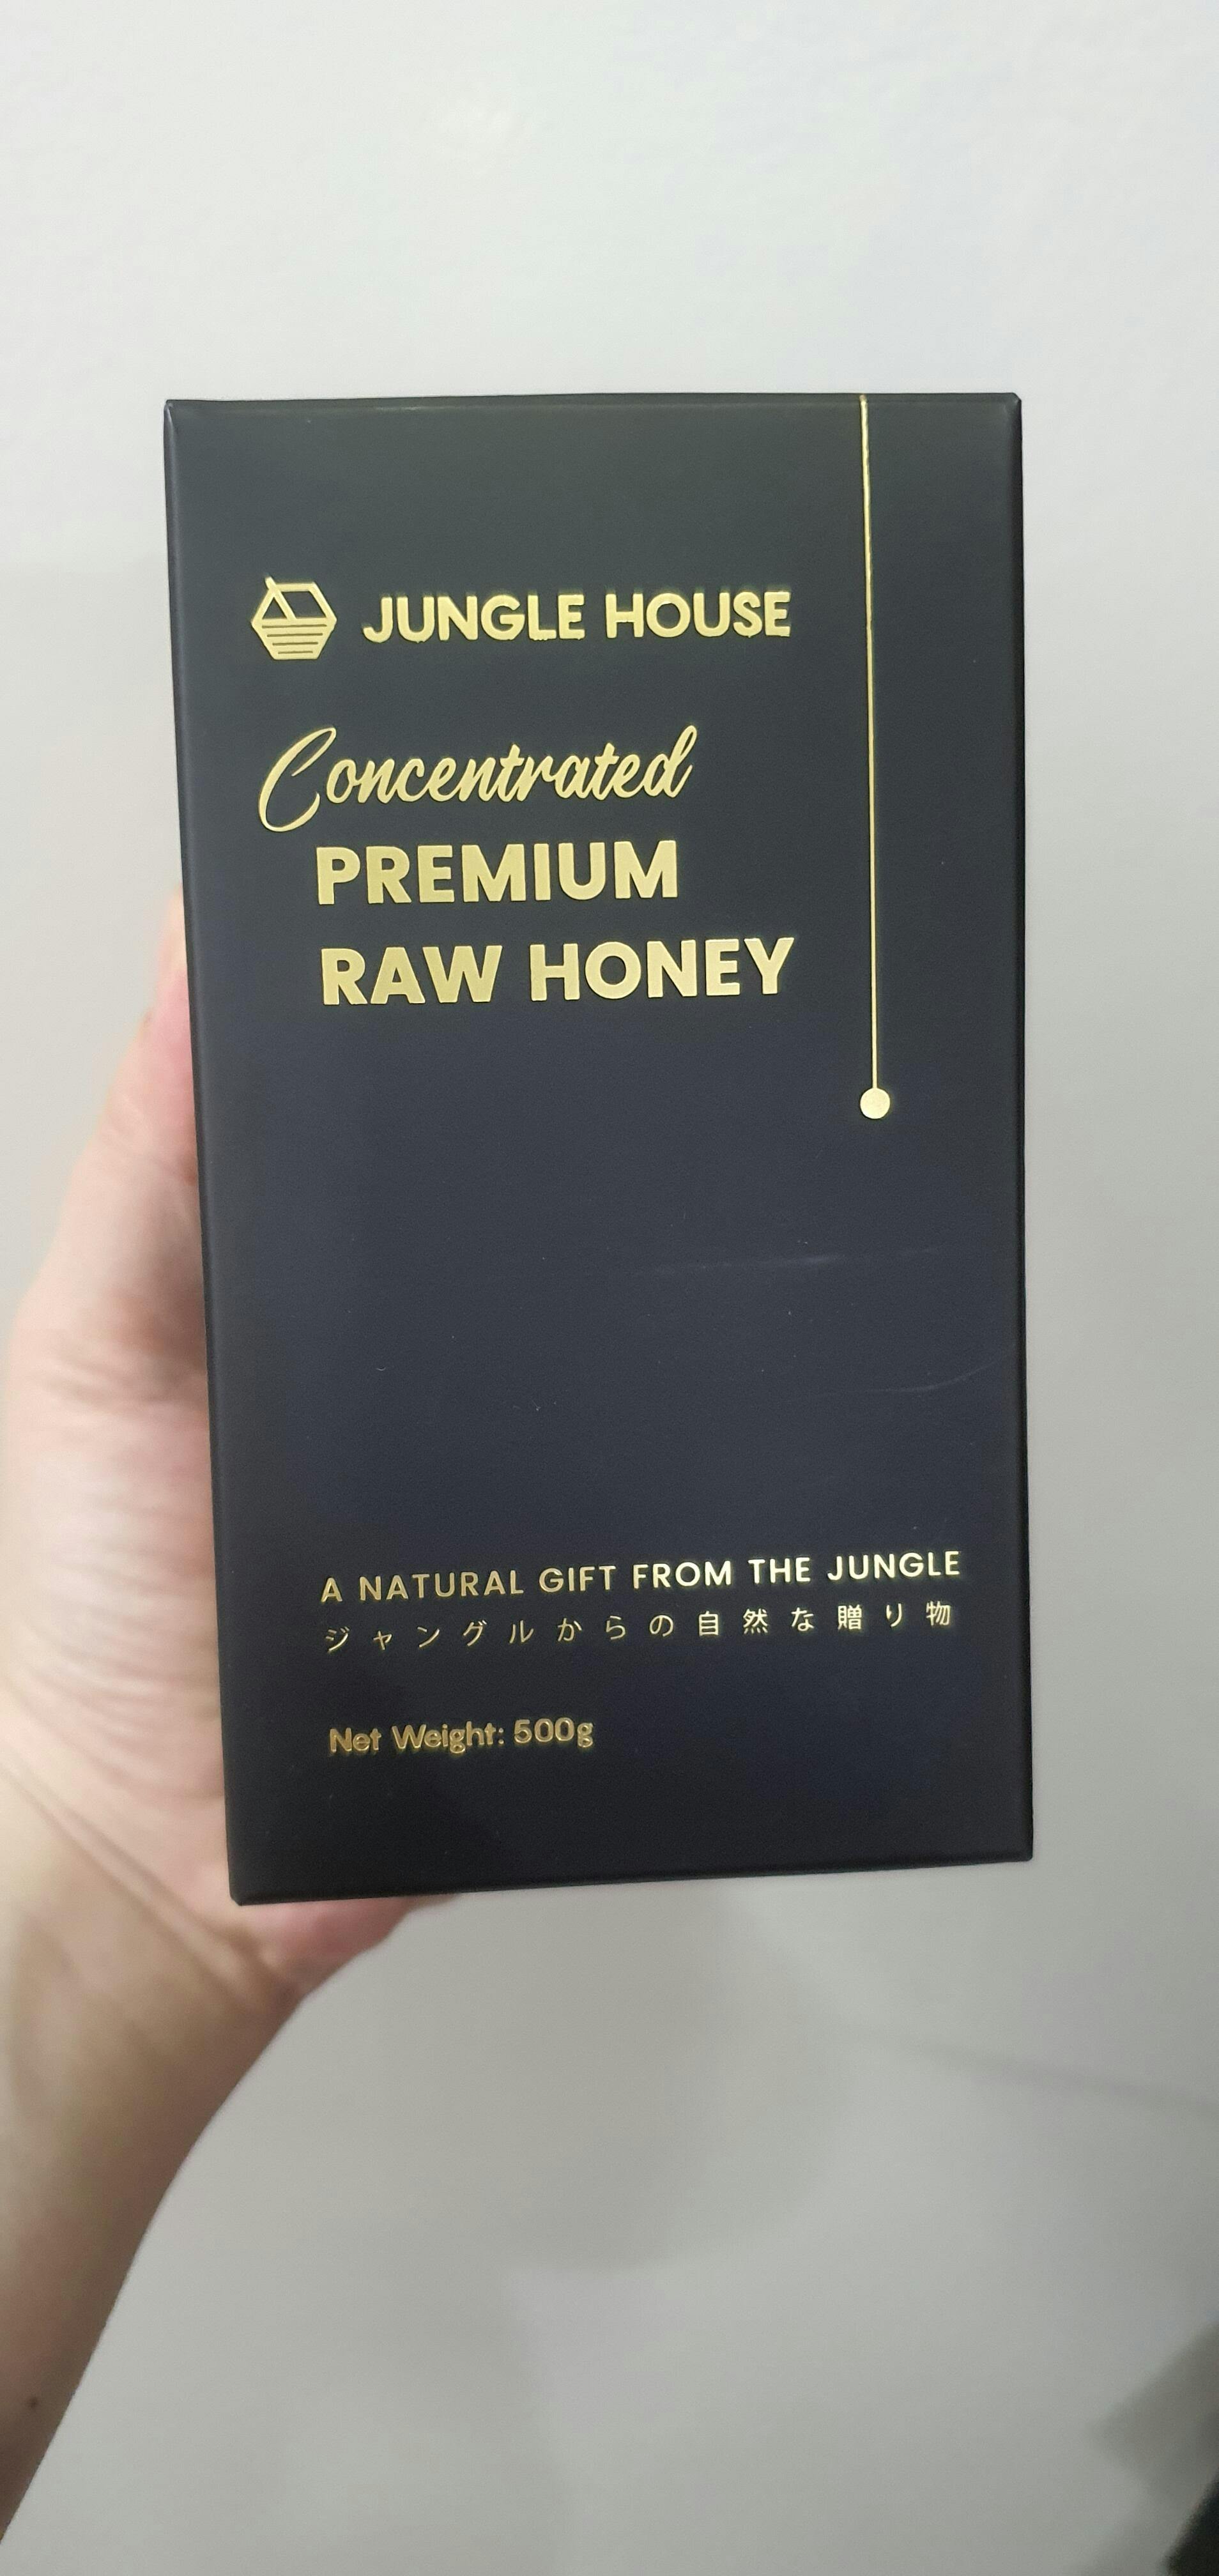 JUNGLE HOUSE
Concentrated
PREMIUM
RAW HONEY
A NATURAL GIFT FROM THE JUNGLE
ジャングルからの自然な贈り物
Net Weight: 500g